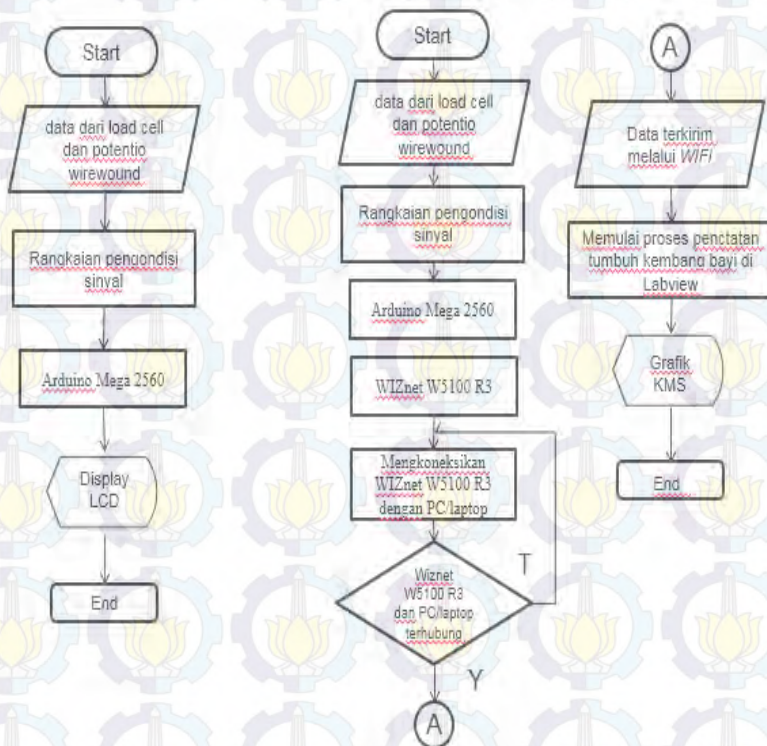 Start
data dari load cell
dan potentio
wirewound
Rangkaian pengondisi
sinyal
Arduino Mega 2560
Display
LCD
End
Start
data dari load cell
dan potentio
wirewound
Rangkaian pengondisi
sinyal
Arduino Mega 2560
WIZnet W5100 R3
Mengkoneksikan
WIZnet W5100 R3
dengan PC/laptop
Wiznet
W5100 R3
dan PC/laptop
terhubung
T
Y
A
A
Data terkirim
melalui WIFI
Memulai proses penctatan
tumbuh kembang bayi di
Labview
Grafik
KMS
End